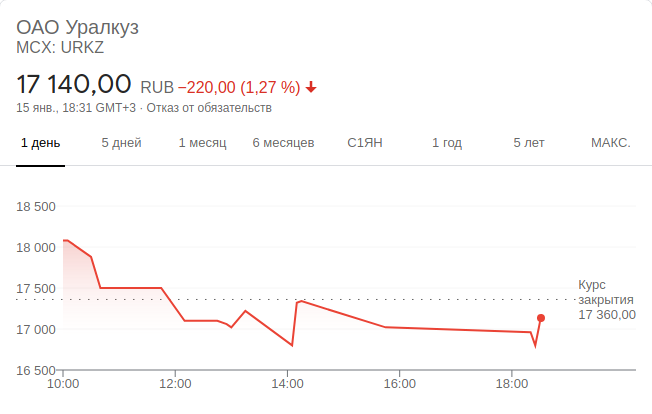 ОАО Уралкуз
MCX: URKZ
17 140,00 RUB −220,00 (1,27 %)
15 янв., 18:31 GMT+3 · Отказ от обязательств
1 день 5 дней 1 месяц 6 месяцев С1ЯН 1 год 5 лет МАКС.
18 500
18 000
17 500
17 000
16 500
Курс
закрытия
17 360,00
10:00 12:00 14:00 16:00 18:00